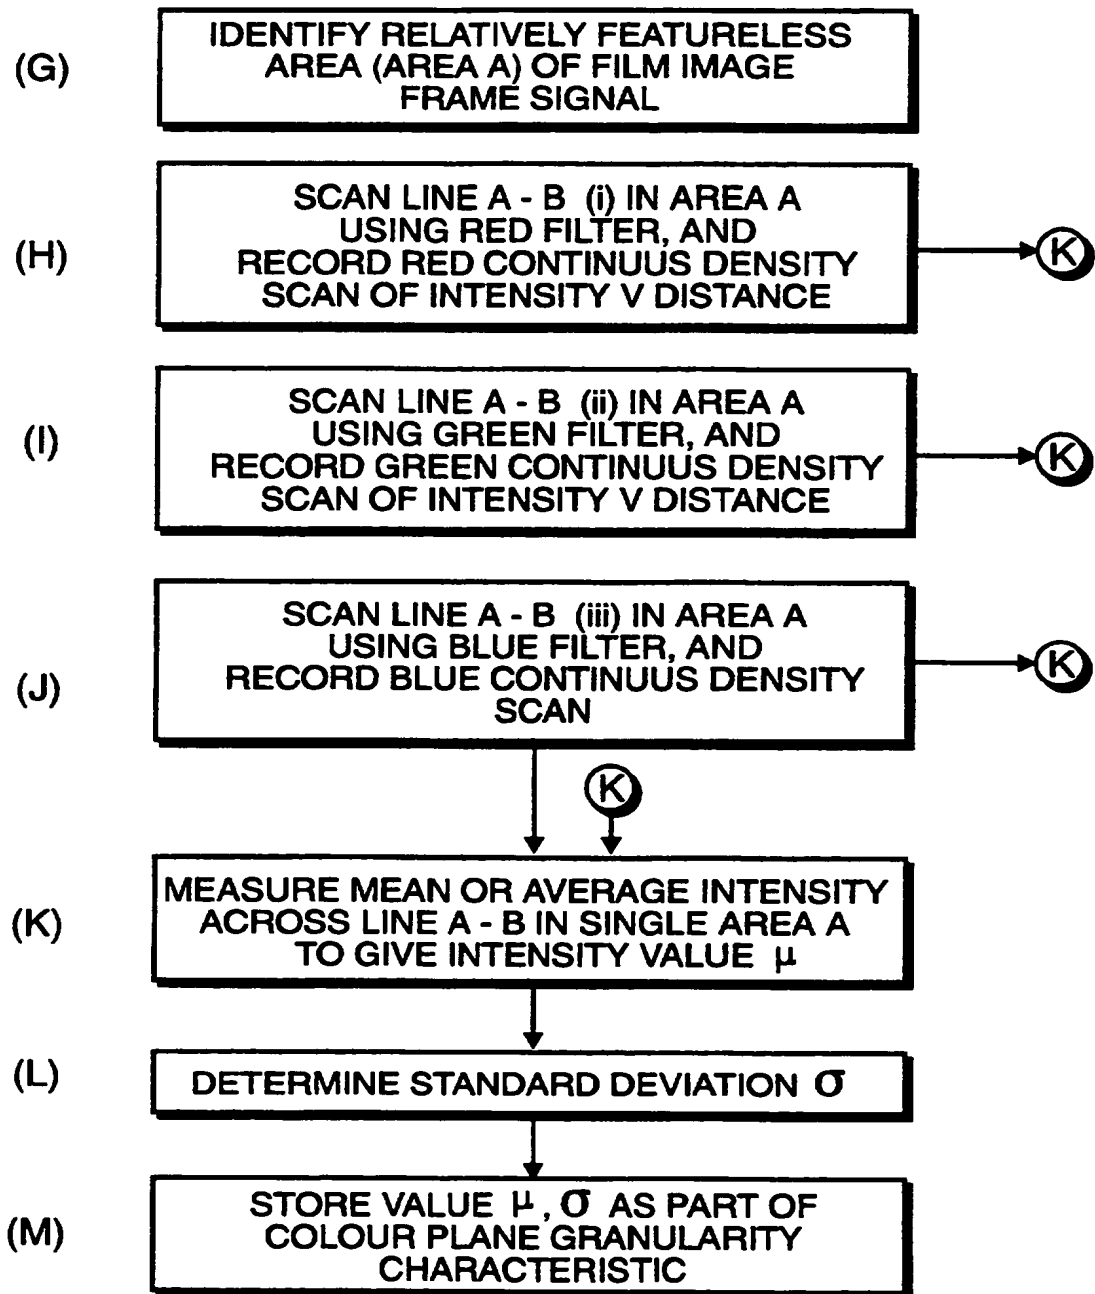 (G)
IDENTIFY RELATIVELY FEATURELESS
AREA (AREA A) OF FILM IMAGE
FRAME SIGNAL
(H)
SCAN LINE A - B (i) IN AREA A
USING RED FILTER, AND
RECORD RED CONTINUUS DENSITY
SCAN OF INTENSITY V DISTANCE
K
(I)
SCAN LINE A - B (ii) IN AREA A
USING GREEN FILTER, AND
RECORD GREEN CONTINUUS DENSITY
SCAN OF INTENSITY V DISTANCE
K
(J)
SCAN LINE A - B (iii) IN AREA A
USING BLUE FILTER, AND
RECORD BLUE CONTINUUS DENSITY
SCAN
K
K
(K)
MEASURE MEAN OR AVERAGE INTENSITY
ACROSS LINE A - B IN SINGLE AREA A
TO GIVE INTENSITY VALUE μ
(L)
DETERMINE STANDARD DEVIATION σ
(M)
STORE VALUE μ, σ AS PART OF
COLOUR PLANE GRANULARITY
CHARACTERISTIC